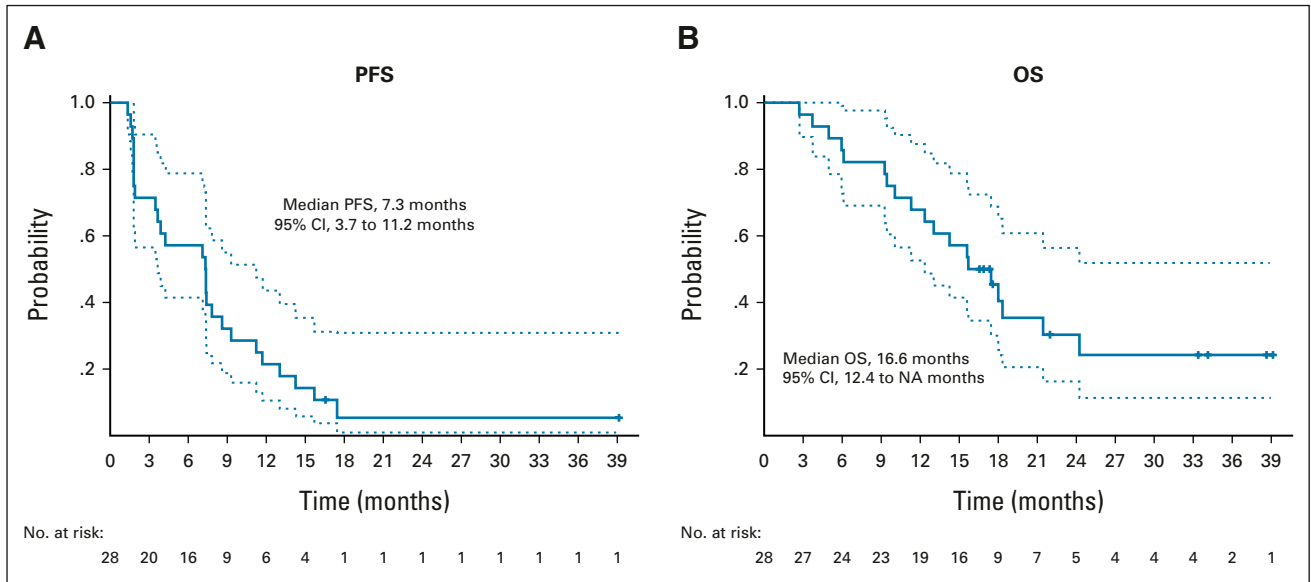 A
PFS
1.0
.8
.6
.4
.2
Probability
Median PFS, 7.3 months
95% CI, 3.7 to 11.2 months
0 3 6 9 12 15 18 21 24 27 30 33 36 39
Time (months)
No. at risk:
28 20 16 9 6 4 1 1 1 1 1 1 1 1
B
OS
1.0
.8
.6
.4
.2
Probability
Median OS, 16.6 months
95% CI, 12.4 to NA months
0 3 6 9 12 15 18 21 24 27 30 33 36 39
Time (months)
No. at risk:
28 27 24 23 19 16 9 7 5 4 4 4 2 1